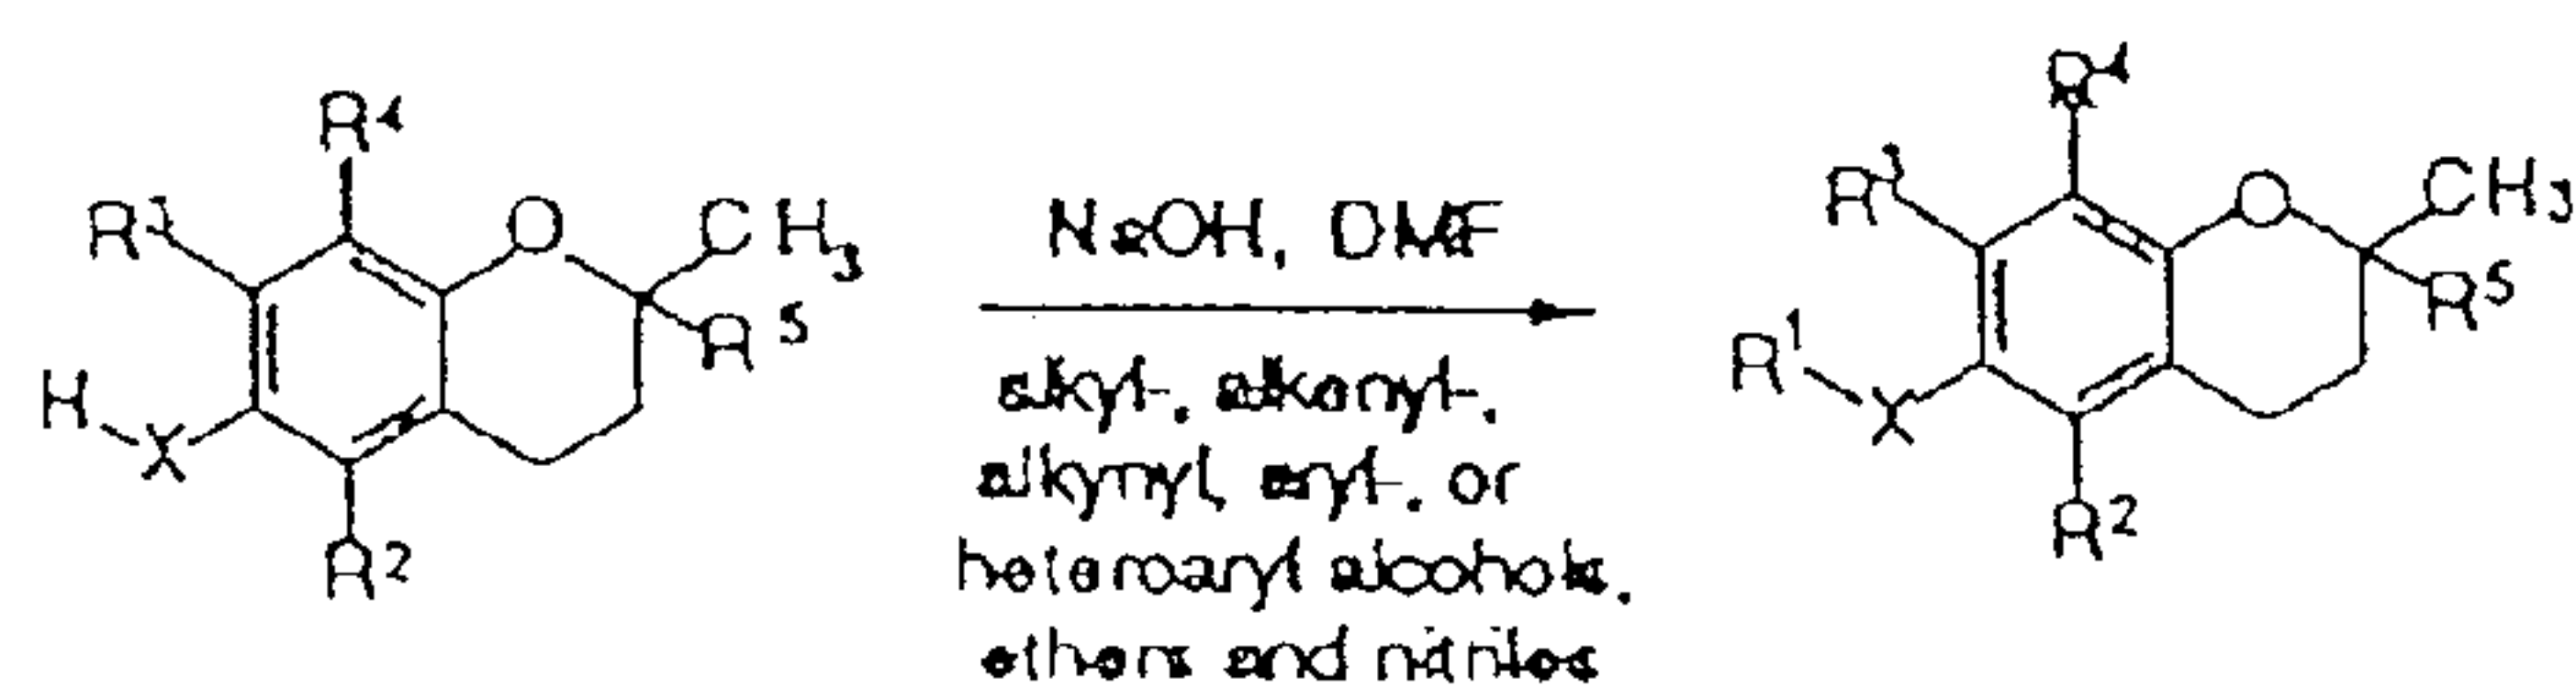 R⁴
R³
O
CH₃
R⁵
H
X
R²
NaOH, DMF
alkyl-, alkenyl-,
alkynyl, aryl-, or
heteroaryl alcohols,
ethers and nitriles
R⁴
R³
O
CH₃
R⁵
R¹
X
R²